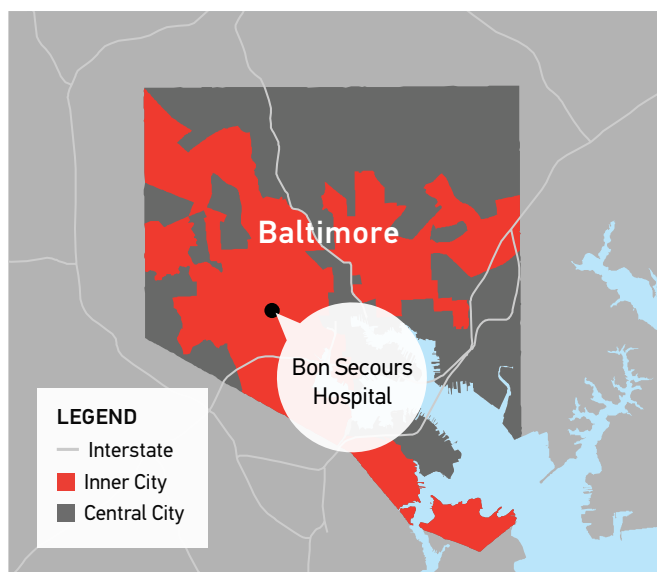 Baltimore
Bon Secours
Hospital
LEGEND
Interstate
Inner City
Central City